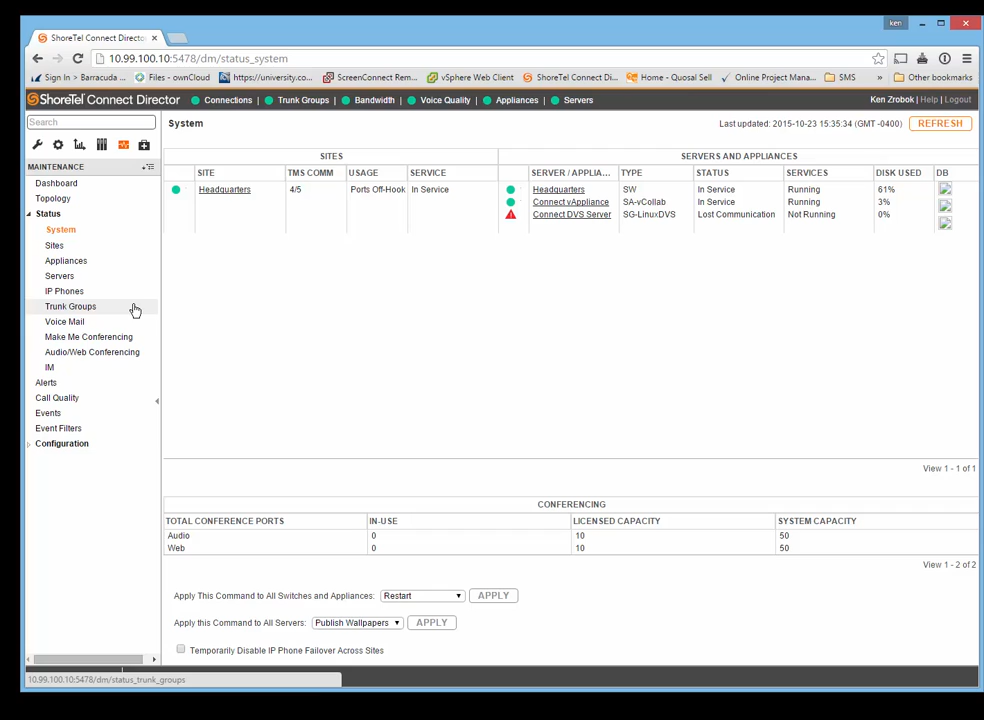 ken
ShoreTel Connect Director
10.99.100.10:5478/dm/status_system
Sign In > Barracuda ... Files - ownCloud https://university.co... ScreenConnect Rem... vSphere Web Client ShoreTel Connect Di... Home - Quosal Sell Online Project Mana... SMS » Other bookmarks
ShoreTel Connect Director Connections | Trunk Groups | Bandwidth | Voice Quality | Appliances | Servers Ken Zrobok | Help | Logout
Search
System Last updated: 2015-10-23 15:35:34 (GMT -0400) REFRESH
MAINTENANCE
Dashboard
Topology
Status
System
Sites
Appliances
Servers
IP Phones
Trunk Groups
Voice Mail
Make Me Conferencing
Audio/Web Conferencing
IM
Alerts
Call Quality
Events
Event Filters
Configuration
SITES SERVERS AND APPLIANCES
SITE TMS COMM USAGE SERVICE SERVER / APPLIA... TYPE STATUS SERVICES DISK USED DB
Headquarters 4/5 Ports Off-Hook In Service Headquarters SW In Service Running 61%
Connect vAppliance SA-vCollab In Service Running 3%
Connect DVS Server SG-LinuxDVS Lost Communication Not Running 0%
View 1 - 1 of 1
CONFERENCING
TOTAL CONFERENCE PORTS IN-USE LICENSED CAPACITY SYSTEM CAPACITY
Audio 0 10 50
Web 0 10 50
View 1 - 2 of 2
Apply This Command to All Switches and Appliances: Restart APPLY
Apply this Command to All Servers: Publish Wallpapers APPLY
Temporarily Disable IP Phone Failover Across Sites
10.99.100.10:5478/dm/status_trunk_groups